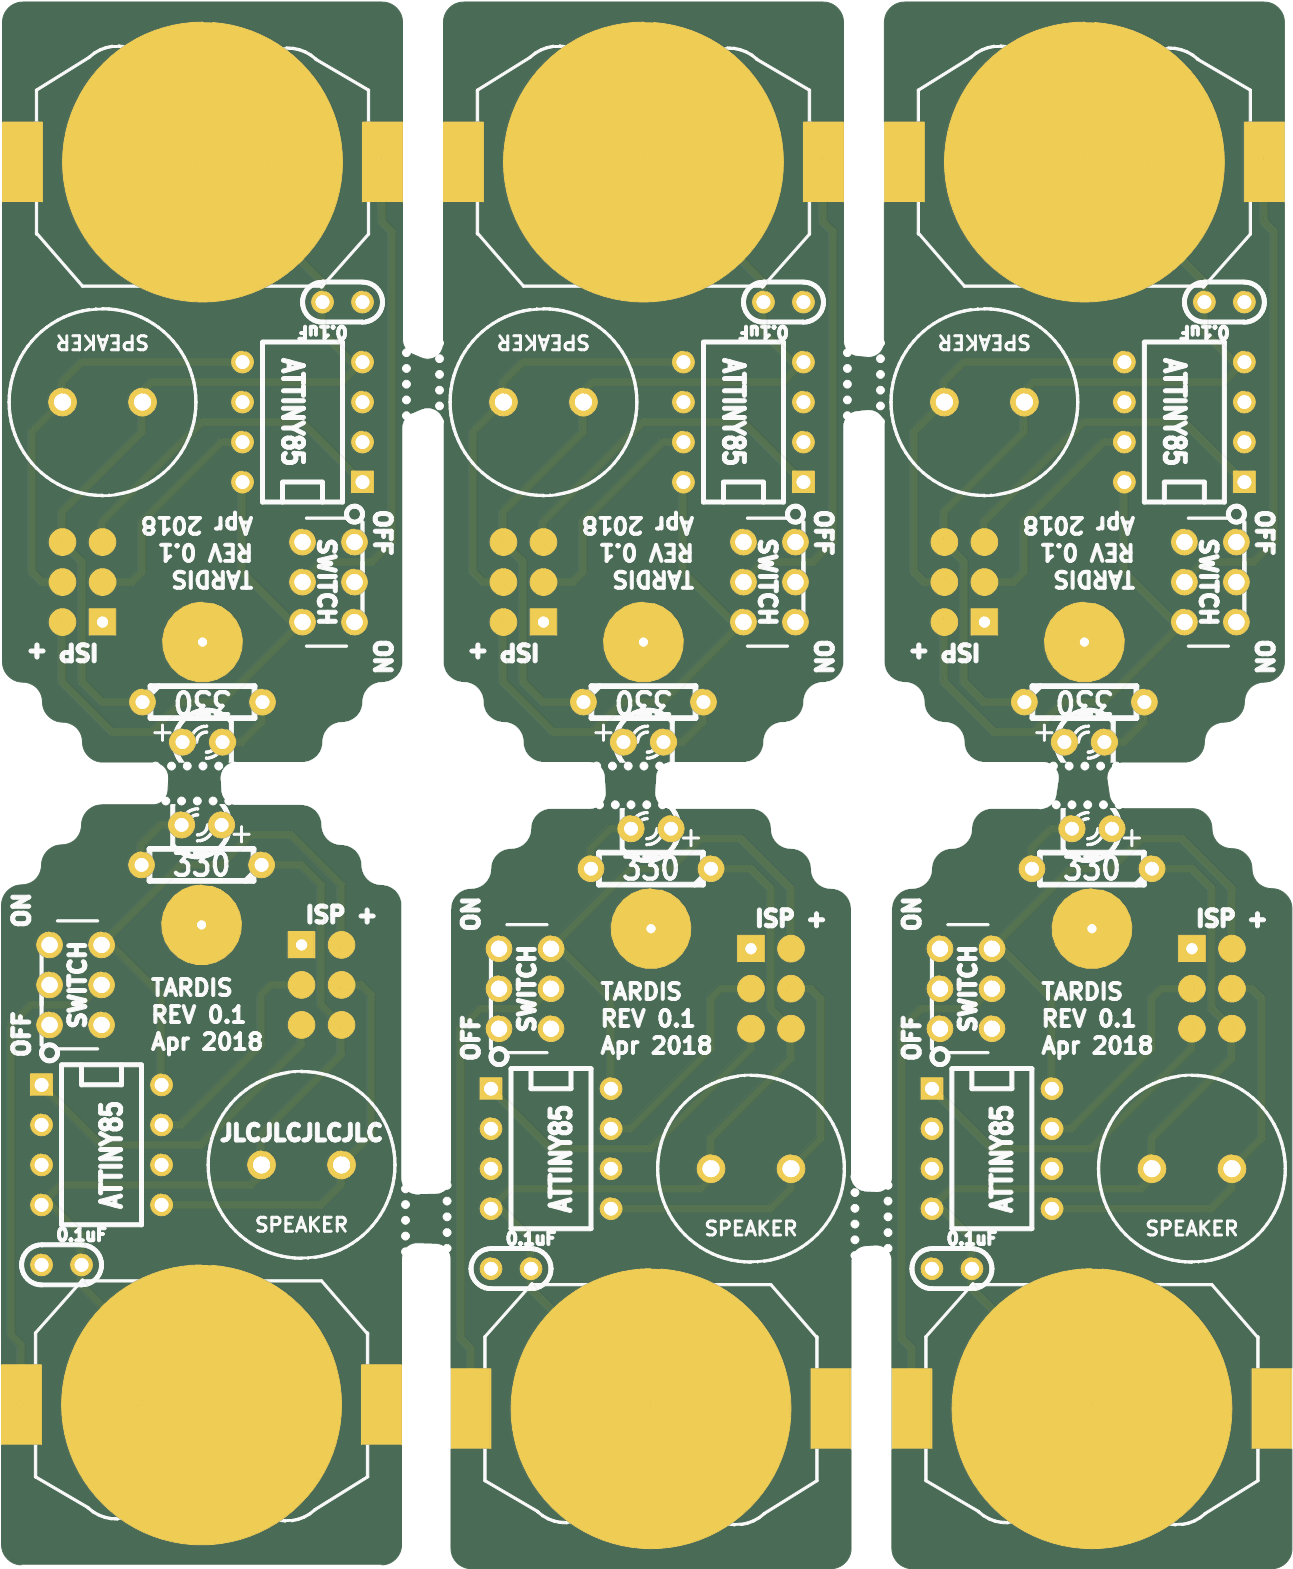 SPEAKER
0.1uF
ATTINY85
Apr 2018
REV 0.1
TARDIS
OFF
SWITCH
ON
+ ISP
330
+
SPEAKER
0.1uF
ATTINY85
Apr 2018
REV 0.1
TARDIS
OFF
SWITCH
ON
+ ISP
330
+
SPEAKER
0.1uF
ATTINY85
Apr 2018
REV 0.1
TARDIS
OFF
SWITCH
ON
+ ISP
330
+
+
330
ON
ISP +
SWITCH
OFF
TARDIS
REV 0.1
Apr 2018
ATTINY85
JLCJLCJLCJLC
SPEAKER
0.1uF
+
330
ON
ISP +
SWITCH
OFF
TARDIS
REV 0.1
Apr 2018
ATTINY85
SPEAKER
0.1uF
+
330
ON
ISP +
SWITCH
OFF
TARDIS
REV 0.1
Apr 2018
ATTINY85
SPEAKER
0.1uF